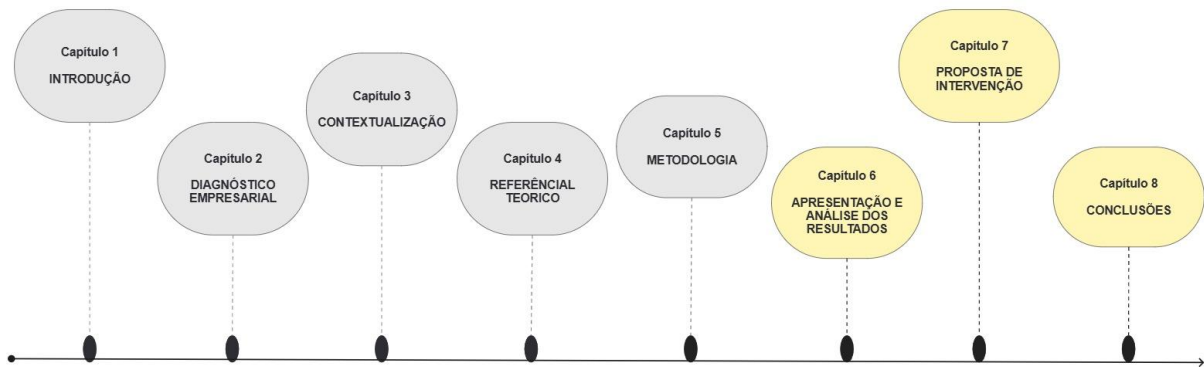 Capítulo 1
INTRODUÇÃO
Capítulo 2
DIAGNÓSTICO
EMPRESARIAL
Capítulo 3
CONTEXTUALIZAÇÃO
Capítulo 4
REFERÊNCIAL
TEORICO
Capítulo 5
METODOLOGIA
Capítulo 6
APRESENTAÇÃO E
ANÁLISE DOS
RESULTADOS
Capítulo 7
PROPOSTA DE
INTERVENÇÃO
Capítulo 8
CONCLUSÕES